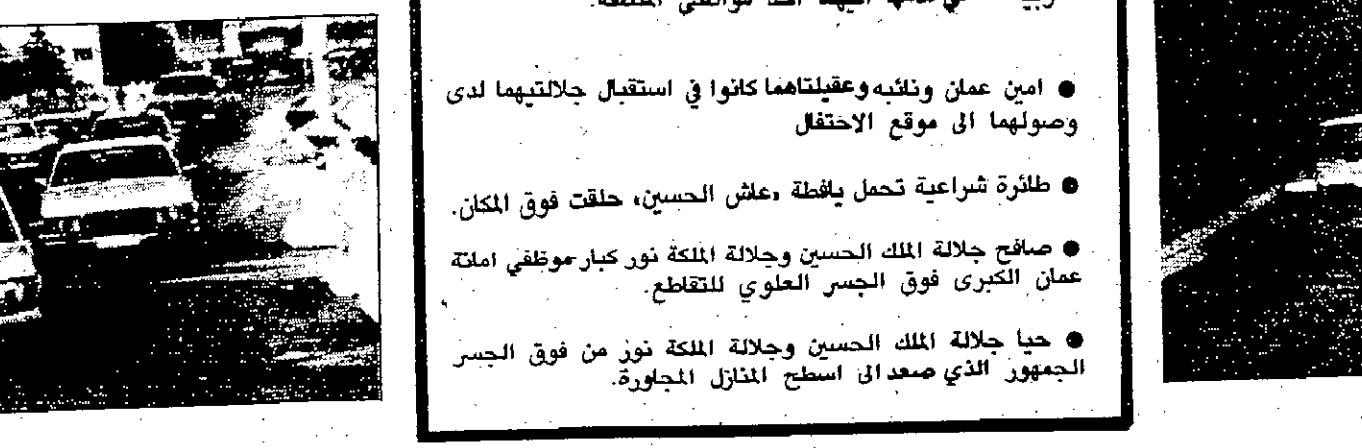 ● امين عمان ونائبه وعقيلتاهما كانوا في استقبال جلالتيهما لدى
وصولهما الى موقع الاحتفال
● طائرة شراعية تحمل يافطة «عاش الحسين» حلقت فوق المكان.
● صافح جلالة الملك الحسين وجلالة الملكة نور كبار موظفي امانة
عمان الكبرى فوق الجسر العلوي للتقاطع.
● حيا جلالة الملك الحسين وجلالة الملكة نور من فوق الجسر
الجمهور الذي صعد الى اسطح المنازل المجاورة.